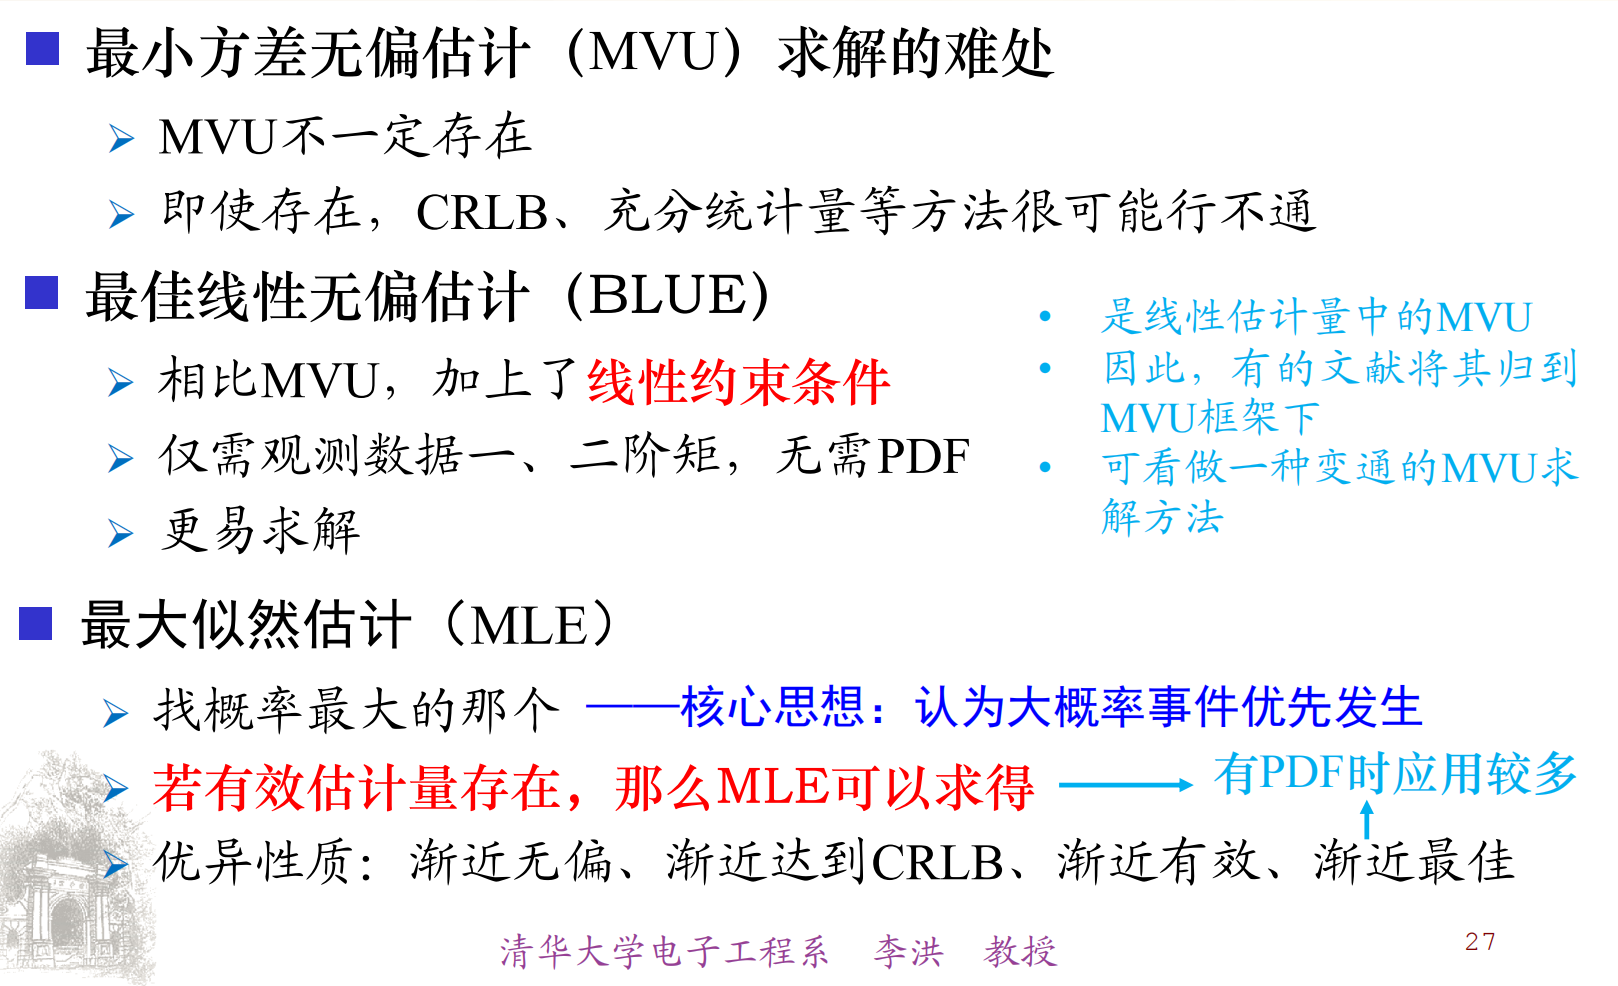 最小方差无偏估计（MVU）求解的难处
MVU不一定存在
即使存在，CRLB、充分统计量等方法很可能行不通
最佳线性无偏估计（BLUE）
相比MVU，加上了线性约束条件
仅需观测数据一、二阶矩，无需PDF
更易求解
• 是线性估计量中的MVU
• 因此，有的文献将其归到
MVU框架下
• 可看做一种变通的MVU求
解方法
最大似然估计（MLE）
找概率最大的那个 ——核心思想：认为大概率事件优先发生
若有效估计量存在，那么MLE可以求得
有PDF时应用较多
优异性质：渐近无偏、渐近达到CRLB、渐近有效、渐近最佳
清华大学电子工程系 李洪 教授
27